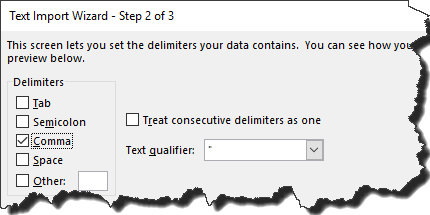 Text Import Wizard - Step 2 of 3
This screen lets you set the delimiters your data contains.  You can see how you
preview below.
Delimiters
Tab
Semicolon
Comma
Space
Other:
Treat consecutive delimiters as one
Text qualifier: "